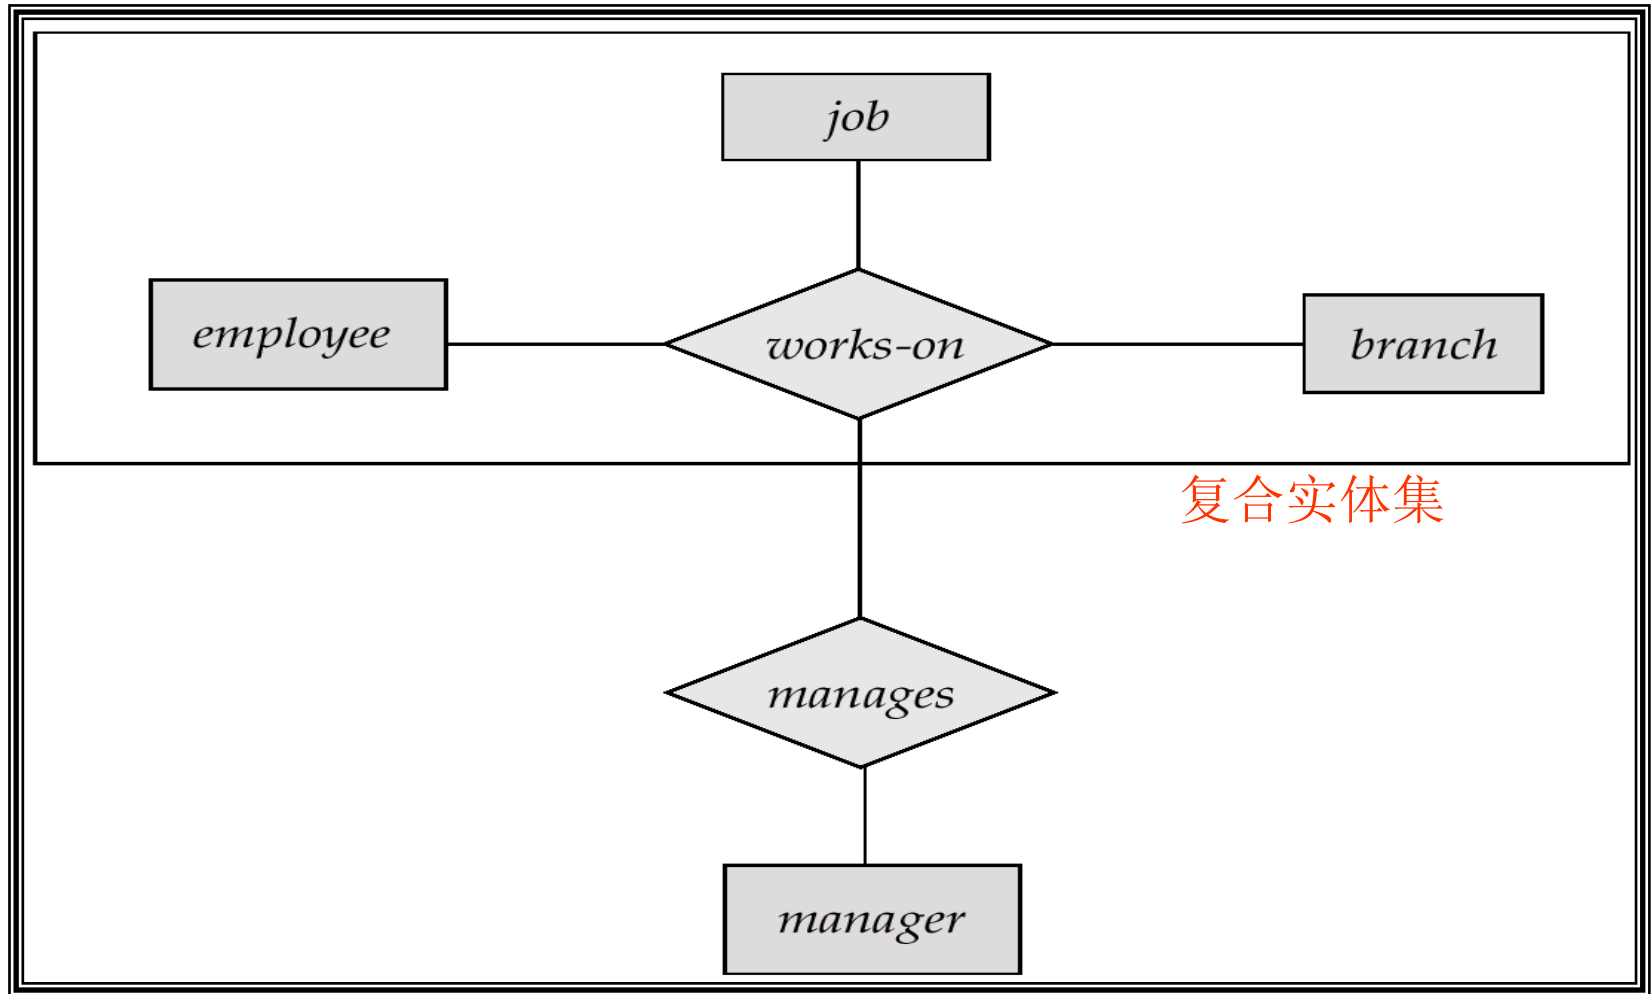 job
employee
works-on
branch
复合实体集
manages
manager